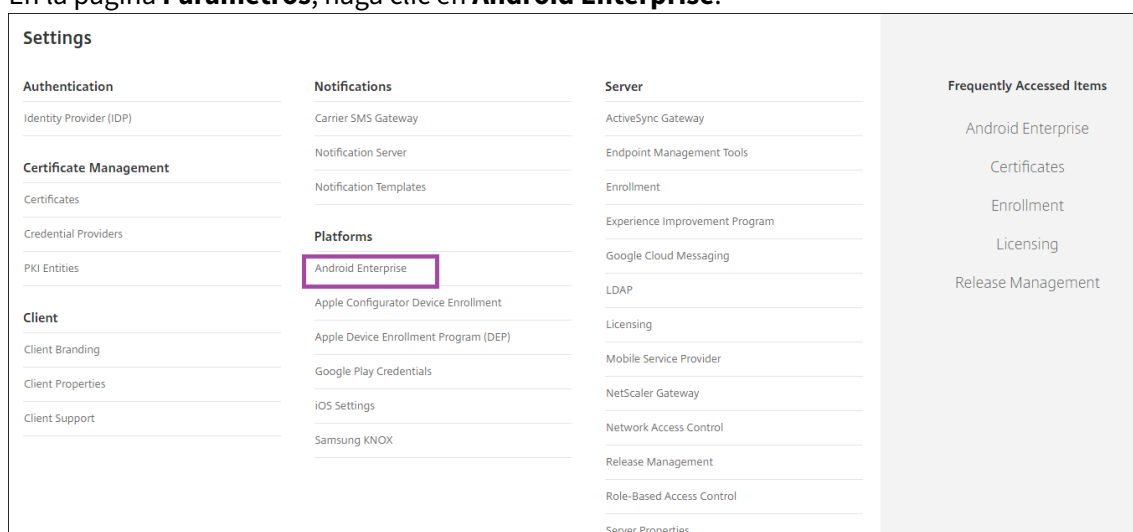 En la página Parámetros, haga clic en Android Enterprise.
Settings
Authentication
Identity Provider (IDP)
Certificate Management
Certificates
Credential Providers
PKI Entities
Client
Client Branding
Client Properties
Client Support
Notifications
Carrier SMS Gateway
Notification Server
Notification Templates
Platforms
Android Enterprise
Apple Configurator Device Enrollment
Apple Device Enrollment Program (DEP)
Google Play Credentials
iOS Settings
Samsung KNOX
Server
ActiveSync Gateway
Endpoint Management Tools
Enrollment
Experience Improvement Program
Google Cloud Messaging
LDAP
Licensing
Mobile Service Provider
NetScaler Gateway
Network Access Control
Release Management
Role-Based Access Control
Server Properties
Frequently Accessed Items
Android Enterprise
Certificates
Enrollment
Licensing
Release Management